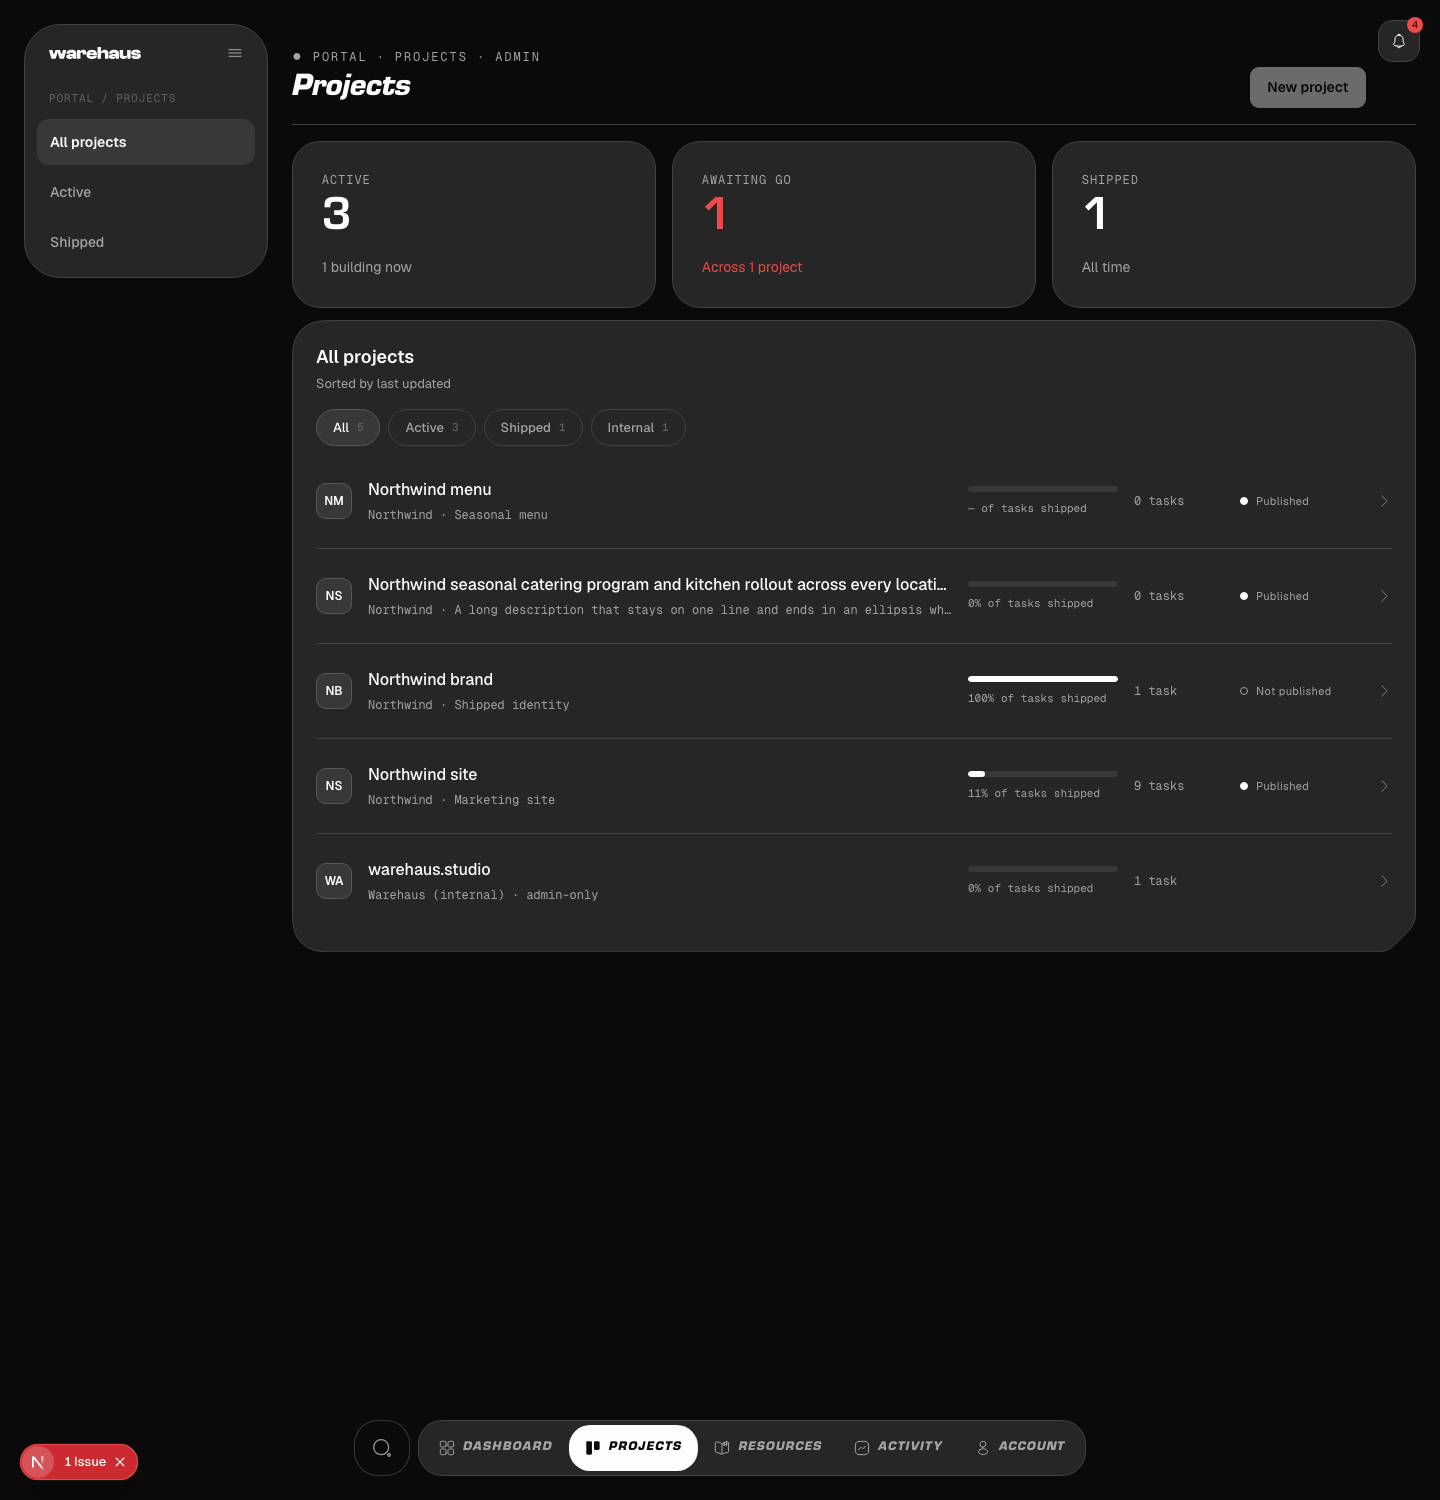 warehaus
PORTAL / PROJECTS
All projects
Active
Shipped
PORTAL · PROJECTS · ADMIN
Projects
4
New project
ACTIVE
3
1 building now
AWAITING GO
1
Across 1 project
SHIPPED
1
All time
All projects
Sorted by last updated
All 5
Active 3
Shipped 1
Internal 1
NM
Northwind menu
Northwind · Seasonal menu
— of tasks shipped
0 tasks
Published
NS
Northwind seasonal catering program and kitchen rollout across every locati…
Northwind · A long description that stays on one line and ends in an ellipsis wh…
0% of tasks shipped
0 tasks
Published
NB
Northwind brand
Northwind · Shipped identity
100% of tasks shipped
1 task
Not published
NS
Northwind site
Northwind · Marketing site
11% of tasks shipped
9 tasks
Published
WA
warehaus.studio
Warehaus (internal) · admin-only
0% of tasks shipped
1 task
DASHBOARD
PROJECTS
RESOURCES
ACTIVITY
ACCOUNT
N
1 Issue